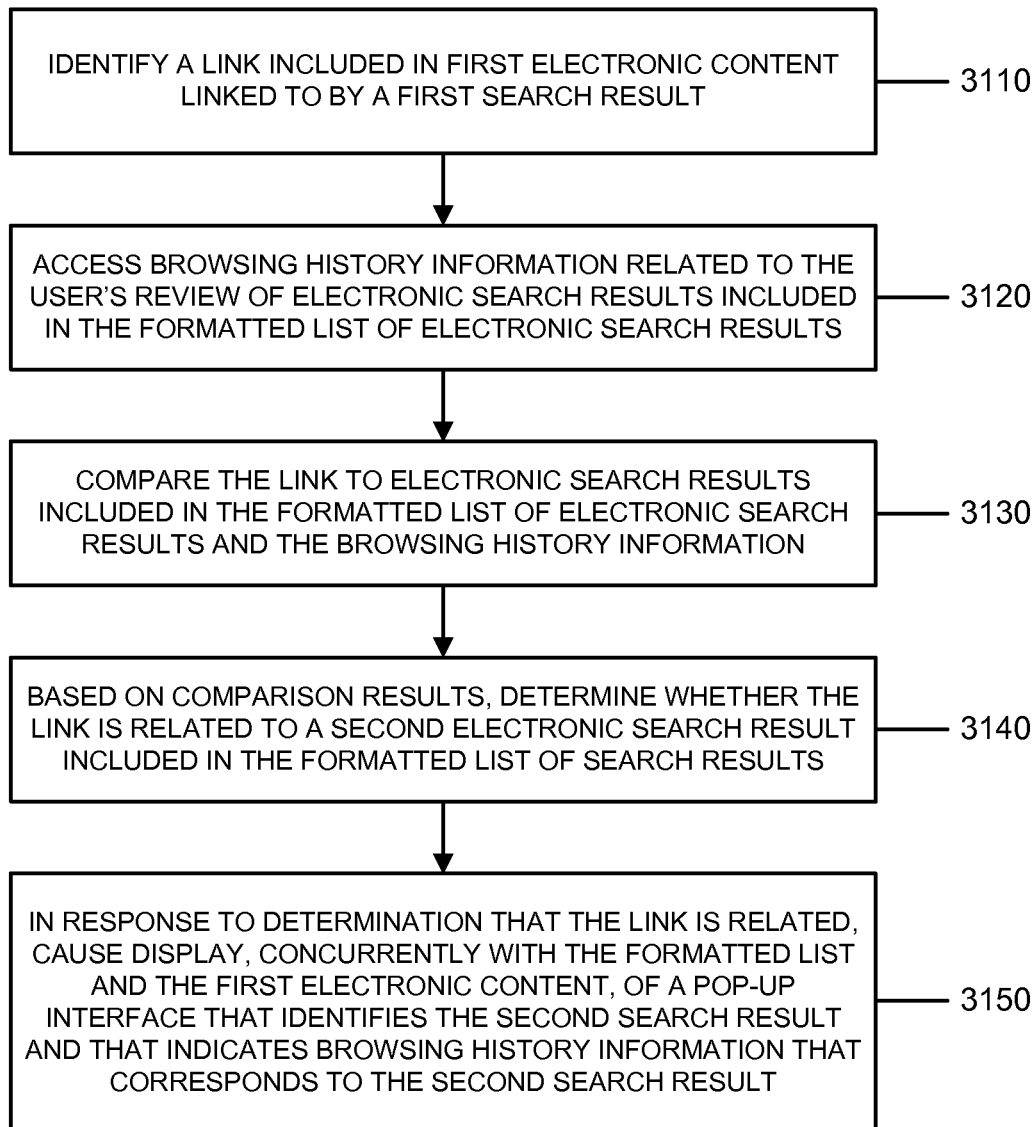 IDENTIFY A LINK INCLUDED IN FIRST ELECTRONIC CONTENT
LINKED TO BY A FIRST SEARCH RESULT
3110
ACCESS BROWSING HISTORY INFORMATION RELATED TO THE
USER'S REVIEW OF ELECTRONIC SEARCH RESULTS INCLUDED
IN THE FORMATTED LIST OF ELECTRONIC SEARCH RESULTS
3120
COMPARE THE LINK TO ELECTRONIC SEARCH RESULTS
INCLUDED IN THE FORMATTED LIST OF ELECTRONIC SEARCH
RESULTS AND THE BROWSING HISTORY INFORMATION
3130
BASED ON COMPARISON RESULTS, DETERMINE WHETHER THE
LINK IS RELATED TO A SECOND ELECTRONIC SEARCH RESULT
INCLUDED IN THE FORMATTED LIST OF SEARCH RESULTS
3140
IN RESPONSE TO DETERMINATION THAT THE LINK IS RELATED,
CAUSE DISPLAY, CONCURRENTLY WITH THE FORMATTED LIST
AND THE FIRST ELECTRONIC CONTENT, OF A POP-UP
INTERFACE THAT IDENTIFIES THE SECOND SEARCH RESULT
AND THAT INDICATES BROWSING HISTORY INFORMATION THAT
CORRESPONDS TO THE SECOND SEARCH RESULT
3150